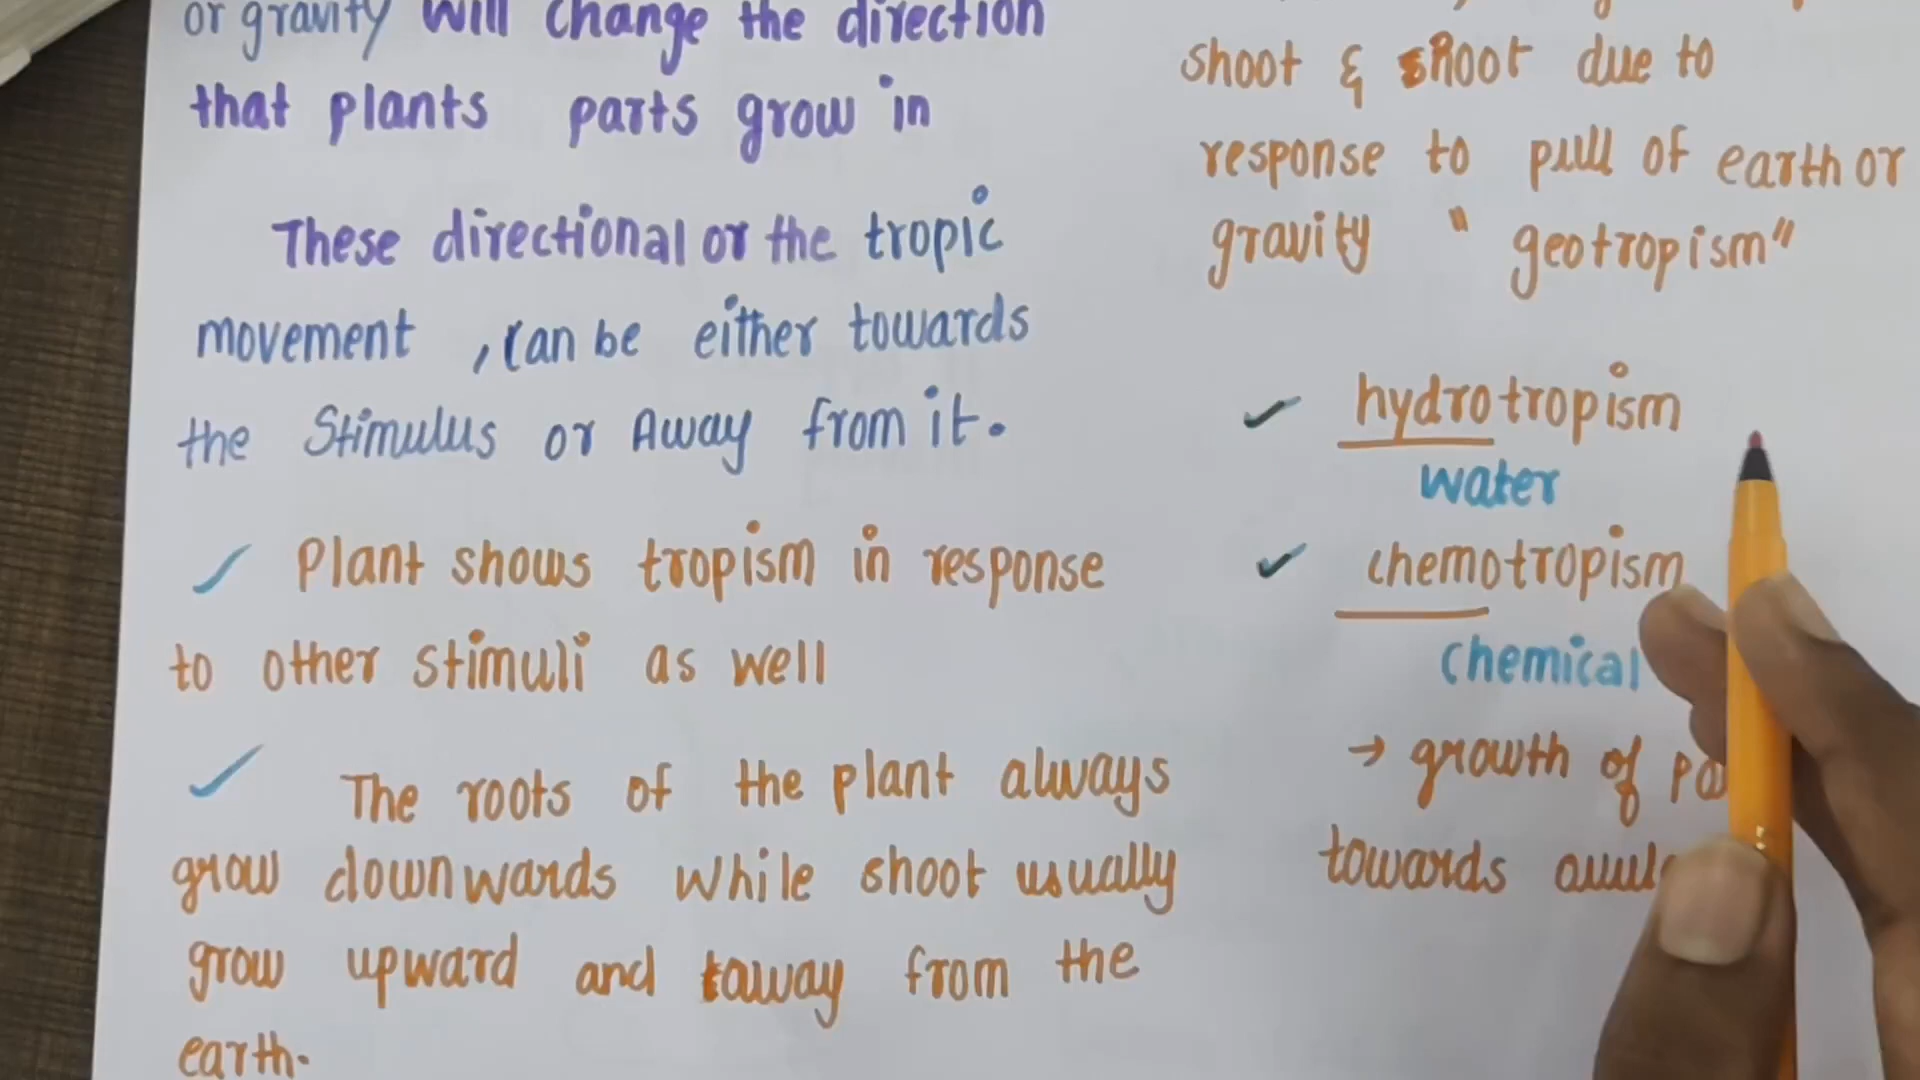 or gravity will change the direction
that plants parts grow in
These directional or the tropic
movement , can be either towards
the Stimulus or Away from it.
Plant shows tropism in response
to other stimuli as well
The roots of the plant always
grow downwards while shoot usually
grow upward and away from the
earth.
shoot & shoot due to
response to pull of earth or
gravity " geotropism"
hydrotropism
water
chemotropism
chemical
→ growth of
towards